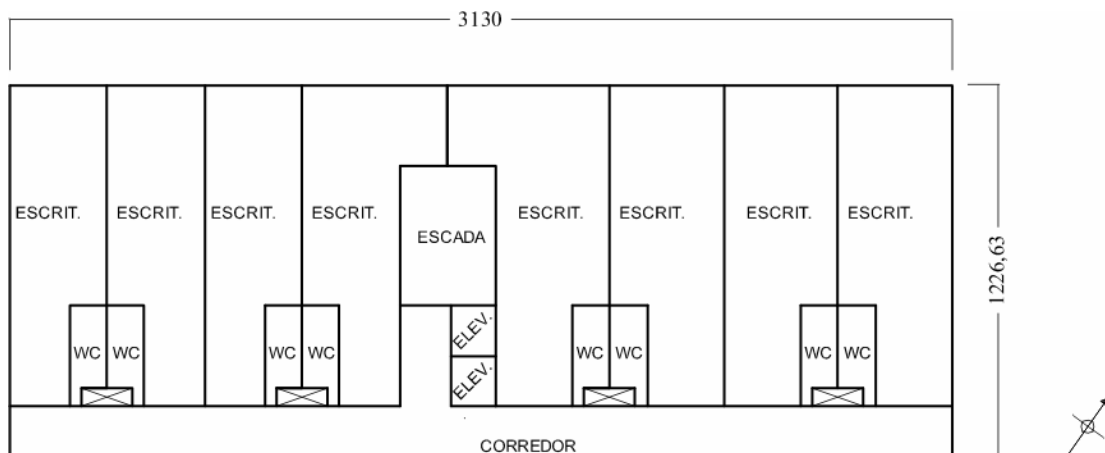 3130
ESCRIT. ESCRIT. ESCRIT. ESCRIT. ESCRIT. ESCRIT. ESCRIT. ESCRIT.
ESCADA
1226,63
ELEV.
WC WC WC WC WC WC WC WC
ELEV.
CORREDOR